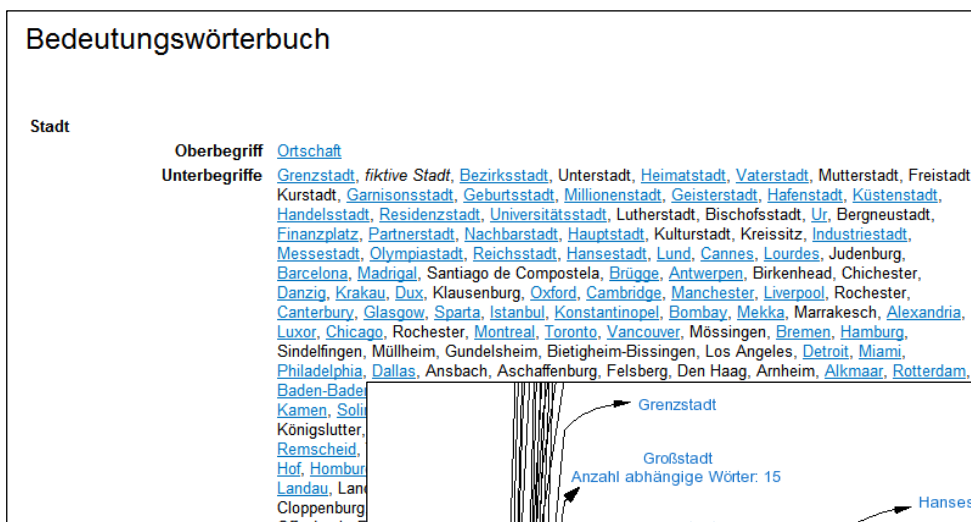 Bedeutungswörterbuch
Stadt
Oberbegriff Ortschaft
Unterbegriffe Grenzstadt, fiktive Stadt, Bezirksstadt, Unterstadt, Heimatstadt, Vaterstadt, Mutterstadt, Freistadt
Kurstadt, Garnisonsstadt, Geburtsstadt, Millionenstadt, Geisterstadt, Hafenstadt, Küstenstadt,
Handelsstadt, Residenzstadt, Universitätsstadt, Lutherstadt, Bischofsstadt, Ur, Bergneustadt,
Finanzplatz, Partnerstadt, Nachbarstadt, Hauptstadt, Kulturstadt, Kreissitz, Industriestadt,
Messestadt, Olympiastadt, Reichsstadt, Hansestadt, Lund, Cannes, Lourdes, Judenburg,
Barcelona, Madrigal, Santiago de Compostela, Brügge, Antwerpen, Birkenhead, Chichester,
Danzig, Krakau, Dux, Klausenburg, Oxford, Cambridge, Manchester, Liverpool, Rochester,
Canterbury, Glasgow, Sparta, Istanbul, Konstantinopel, Bombay, Mekka, Marrakesch, Alexandria,
Luxor, Chicago, Rochester, Montreal, Toronto, Vancouver, Mössingen, Bremen, Hamburg,
Sindelfingen, Müllheim, Gundelsheim, Bietigheim-Bissingen, Los Angeles, Detroit, Miami,
Philadelphia, Dallas, Ansbach, Aschaffenburg, Felsberg, Den Haag, Arnheim, Alkmaar, Rotterdam,
Kamen,
Königslutter,
Remscheid,
Hof,
Landau,
Cloppenburg
Grenzstadt
Großstadt
Anzahl abhängige Wörter: 15